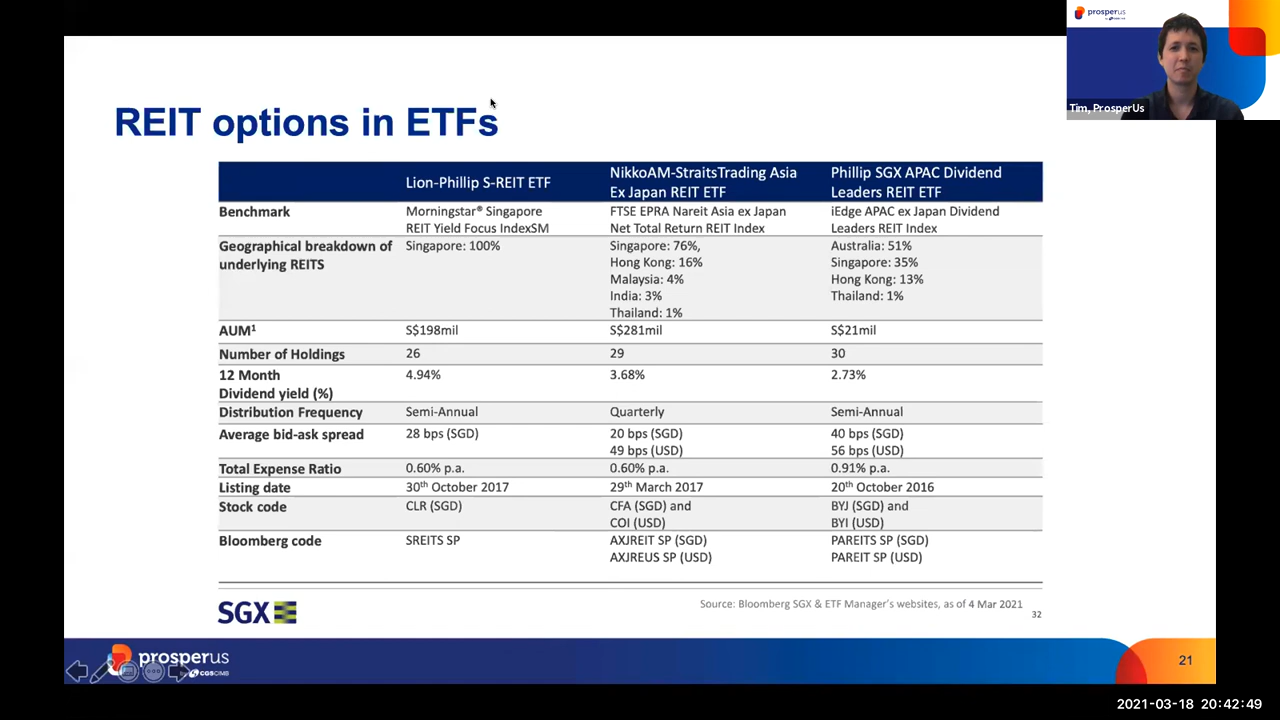 prosperus
by CGS CIMB
Tim, ProsperUs
REIT options in ETFs
Lion-Phillip S-REIT ETF
NikkoAM-StraitsTrading Asia
Ex Japan REIT ETF
Phillip SGX APAC Dividend
Leaders REIT ETF
Benchmark
Morningstar® Singapore
REIT Yield Focus IndexSM
FTSE EPRA Nareit Asia ex Japan
Net Total Return REIT Index
iEdge APAC ex Japan Dividend
Leaders REIT Index
Geographical breakdown of
underlying REITS
Singapore: 100%
Singapore: 76%,
Hong Kong: 16%
Malaysia: 4%
India: 3%
Thailand: 1%
Australia: 51%
Singapore: 35%
Hong Kong: 13%
Thailand: 1%
AUM¹
S$198mil
S$281mil
S$21mil
Number of Holdings
26
29
30
12 Month
Dividend yield (%)
4.94%
3.68%
2.73%
Distribution Frequency
Semi-Annual
Quarterly
Semi-Annual
Average bid-ask spread
28 bps (SGD)
20 bps (SGD)
49 bps (USD)
40 bps (SGD)
56 bps (USD)
Total Expense Ratio
0.60% p.a.
0.60% p.a.
0.91% p.a.
Listing date
30th October 2017
29th March 2017
20th October 2016
Stock code
CLR (SGD)
CFA (SGD) and
COI (USD)
BYJ (SGD) and
BYI (USD)
Bloomberg code
SREITS SP
AXJREIT SP (SGD)
AXJREUS SP (USD)
PAREITS SP (SGD)
PAREIT SP (USD)
SGX
Source: Bloomberg SGX & ETF Manager's websites, as of 4 Mar 2021
32
prosperus
by CGS CIMB
21
2021-03-18 20:42:49